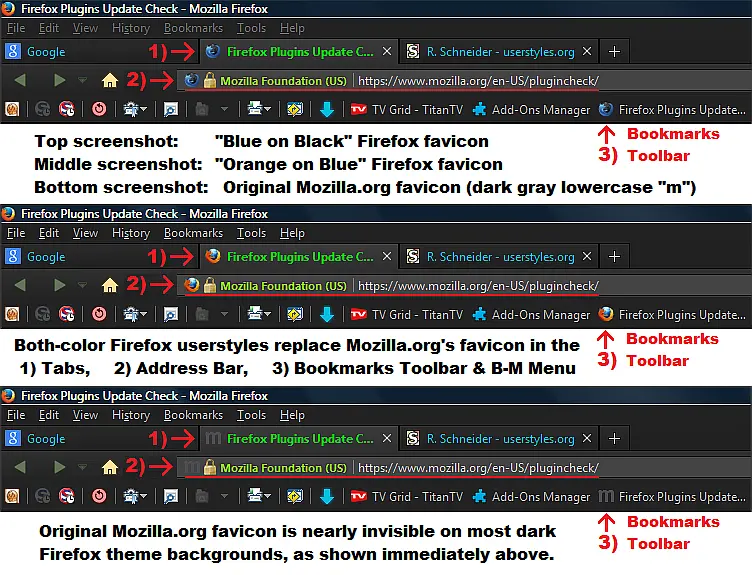 Firefox Plugins Update Check - Mozilla Firefox
File Edit View History Bookmarks Tools Help
8 Google 1) Firefox Plugins Update C... × S R. Schneider - userstyles.org × +
2) Mozilla Foundation (US) https://www.mozilla.org/en-US/plugincheck/
TV TV Grid - TitanTV Add-Ons Manager Firefox Plugins Update...
Top screenshot: "Blue on Black" Firefox favicon
Middle screenshot: "Orange on Blue" Firefox favicon
Bottom screenshot: Original Mozilla.org favicon (dark gray lowercase "m")
Bookmarks
3) Toolbar
Firefox Plugins Update Check - Mozilla Firefox
File Edit View History Bookmarks Tools Help
8 Google 1) Firefox Plugins Update C... × S R. Schneider - userstyles.org × +
2) Mozilla Foundation (US) https://www.mozilla.org/en-US/plugincheck/
TV TV Grid - TitanTV Add-Ons Manager Firefox Plugins Update...
Both-color Firefox userstyles replace Mozilla.org's favicon in the
1) Tabs, 2) Address Bar, 3) Bookmarks Toolbar & B-M Menu
Bookmarks
3) Toolbar
Firefox Plugins Update Check - Mozilla Firefox
File Edit View History Bookmarks Tools Help
8 Google 1) m Firefox Plugins Update C... × S R. Schneider - userstyles.org × +
2) m Mozilla Foundation (US) https://www.mozilla.org/en-US/plugincheck/
TV TV Grid - TitanTV Add-Ons Manager m Firefox Plugins Update...
Original Mozilla.org favicon is nearly invisible on most dark
Firefox theme backgrounds, as shown immediately above.
Bookmarks
3) Toolbar